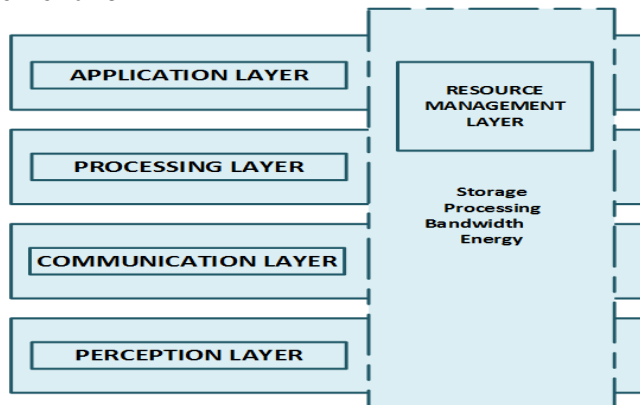 APPLICATION LAYER
PROCESSING LAYER
COMMUNICATION LAYER
PERCEPTION LAYER
RESOURCE
MANAGEMENT
LAYER
Storage
Processing
Bandwidth
Energy